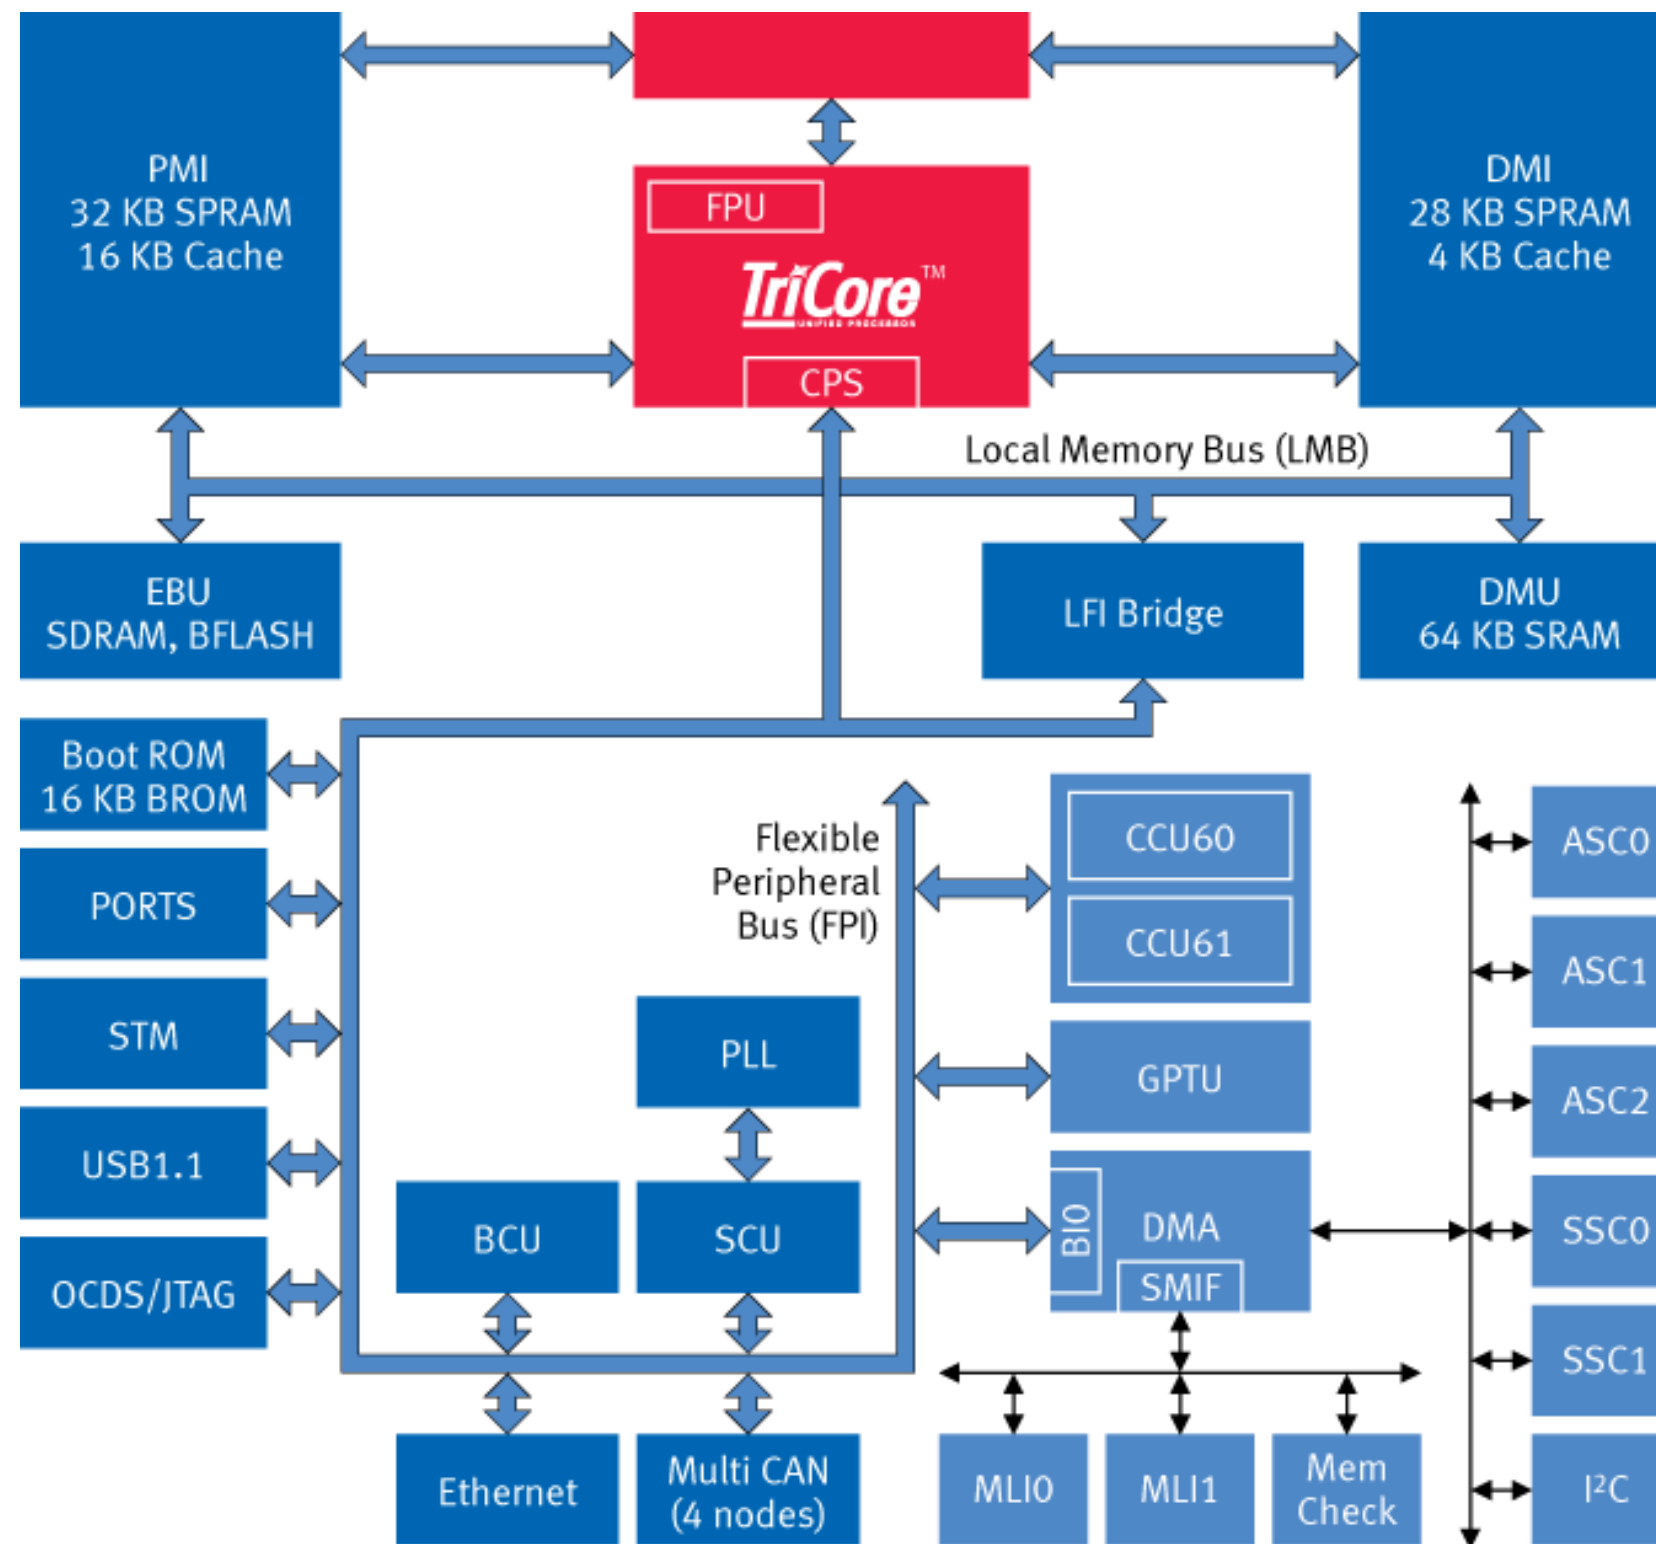 PMI
32 KB SPRAM
16 KB Cache
FPU
TriCore™
UNIFIED PROCESSOR
CPS
DMI
28 KB SPRAM
4 KB Cache
Local Memory Bus (LMB)
EBU
SDRAM, BFLASH
LFI Bridge
DMU
64 KB SRAM
Boot ROM
16 KB BROM
PORTS
STM
USB1.1
OCDS/JTAG
Flexible
Peripheral
Bus (FPI)
PLL
BCU
SCU
Ethernet
Multi CAN
(4 nodes)
CCU60
CCU61
GPTU
BIO
DMA
SMIF
MLI0
MLI1
Mem
Check
ASC0
ASC1
ASC2
SSC0
SSC1
I²C